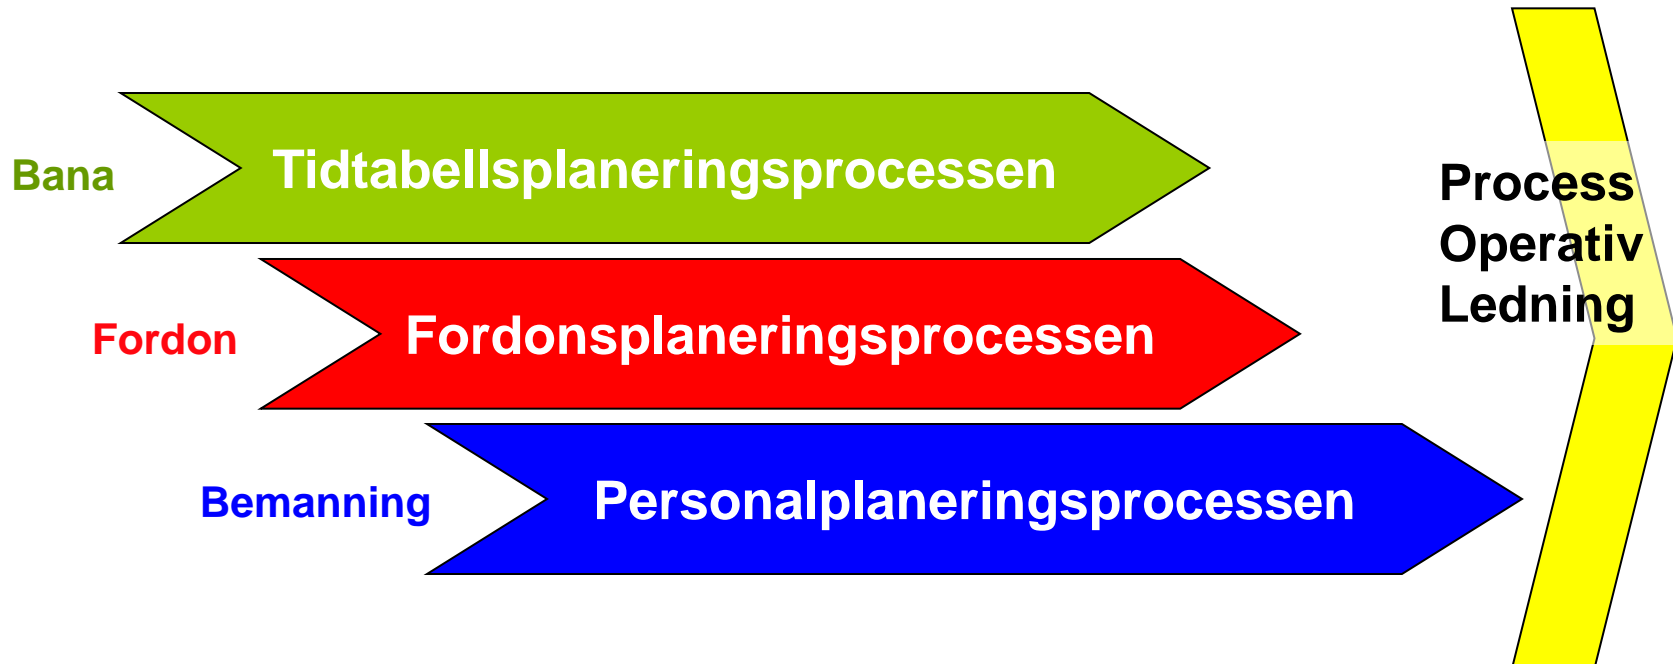 Bana
Tidtabellsplaneringsprocessen
Fordon
Fordonsplaneringsprocessen
Bemanning
Personalplaneringsprocessen
Process
Operativ
Ledning